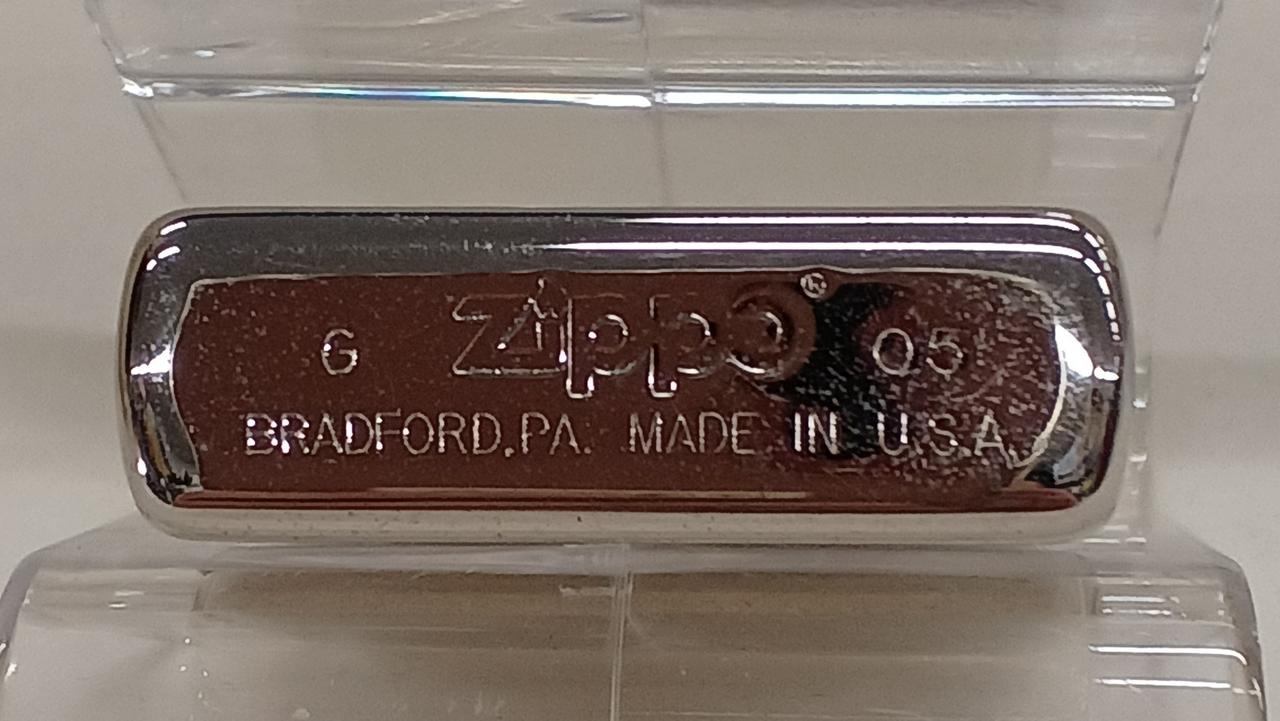 G Zippo® 05
BRADFORD, PA. MADE IN U.S.A.